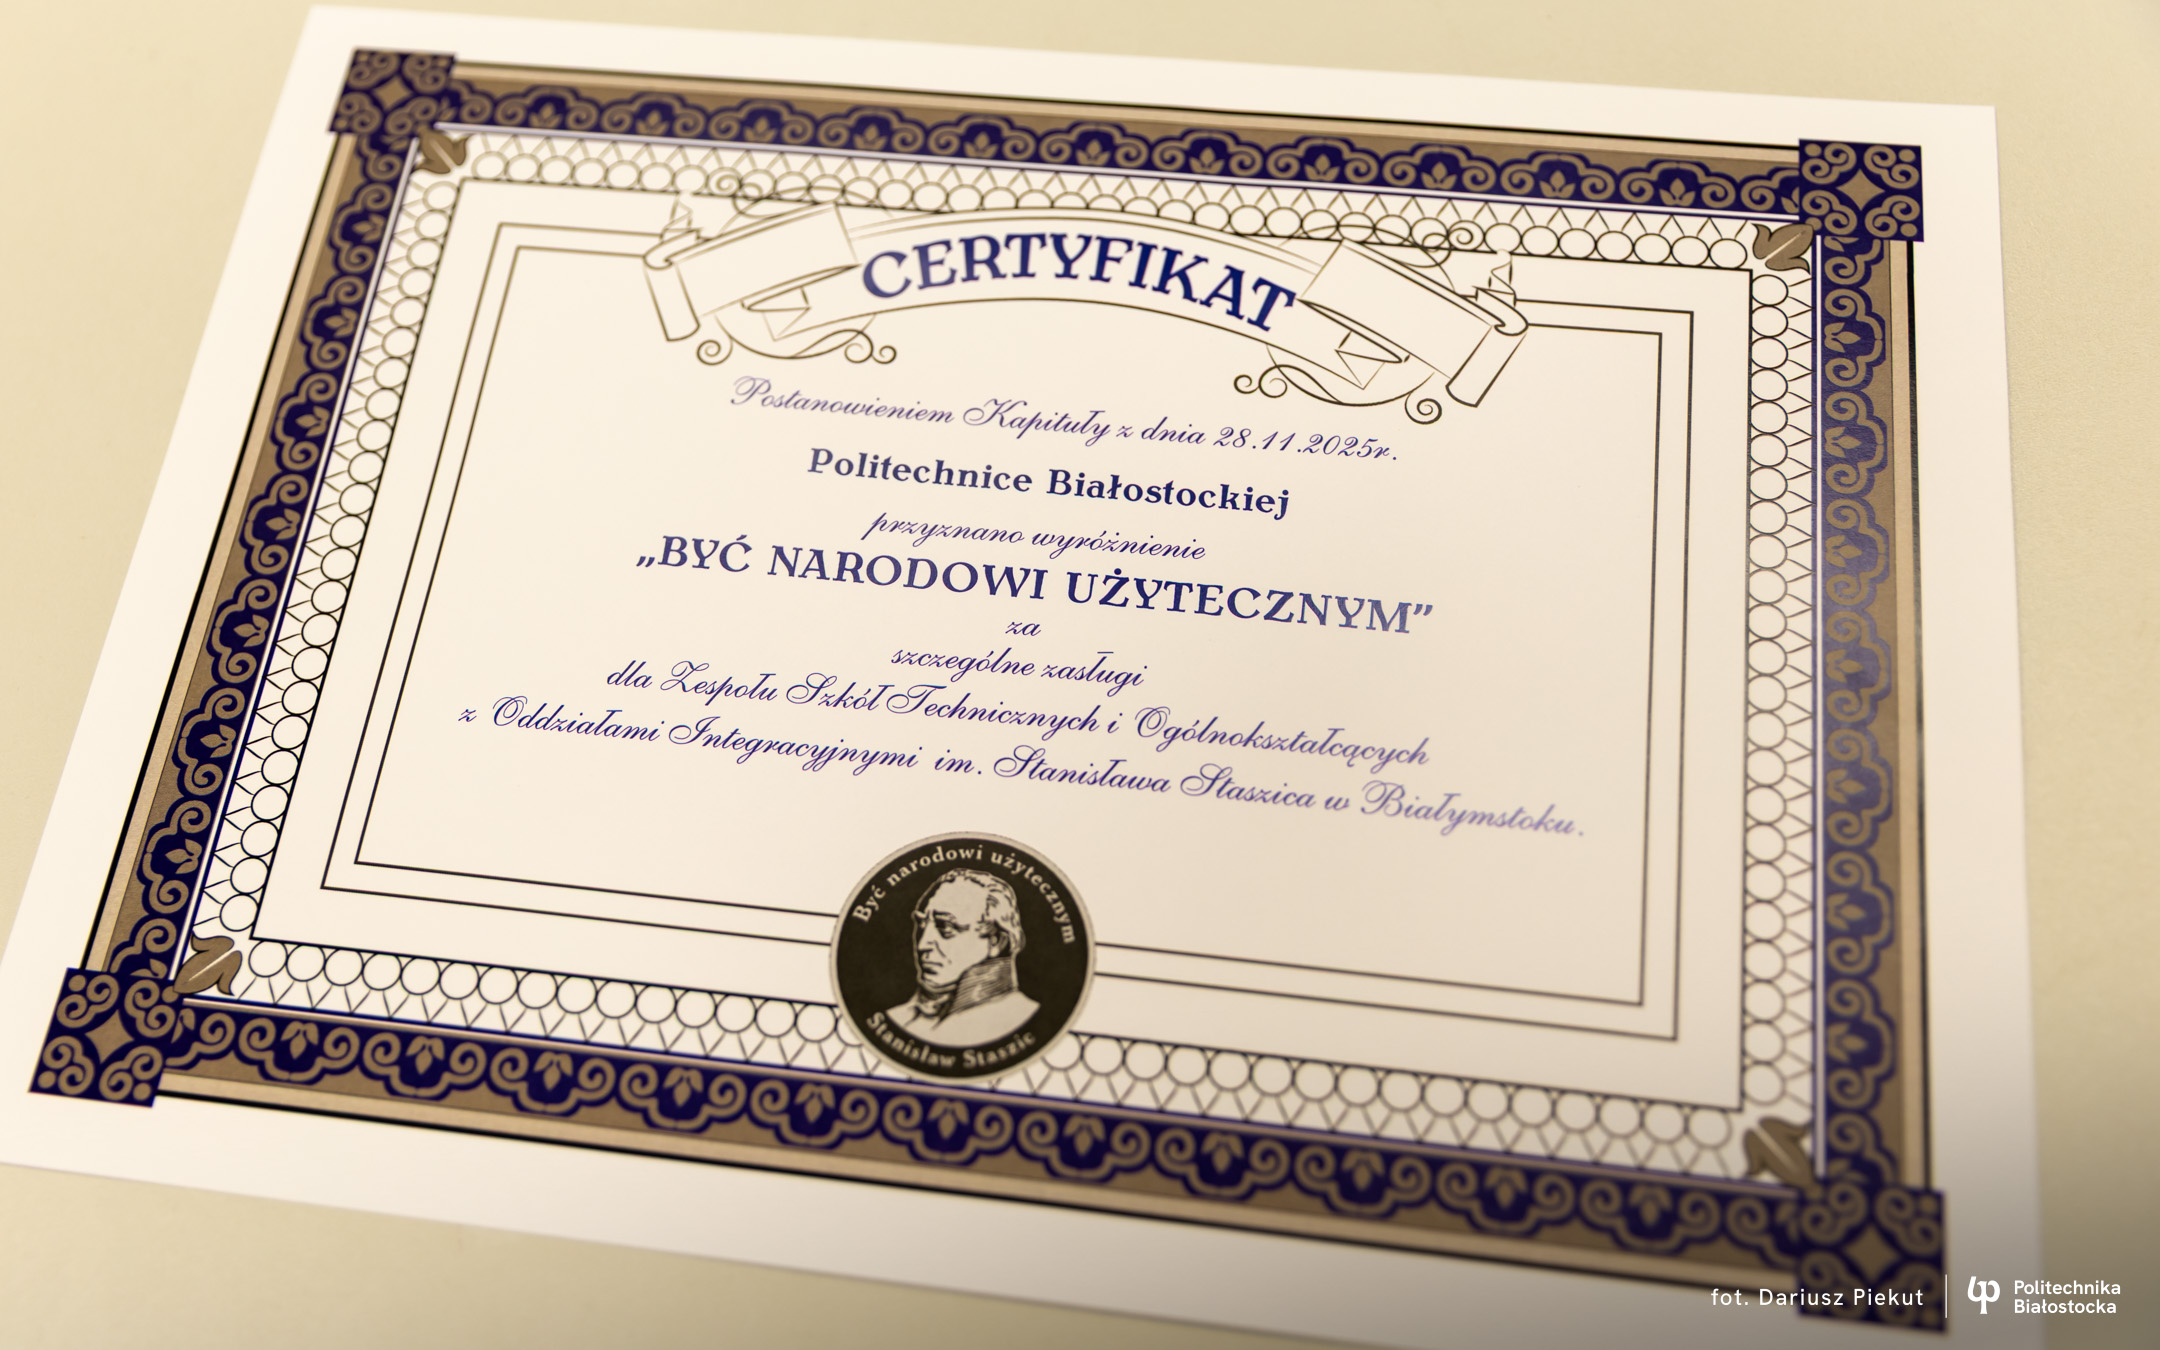 CERTYFIKAT
Postanowieniem Kapituły z dnia 28.11.2025r.
Politechnice Białostockiej
przyznano wyróżnienie
„BYĆ NARODOWI UŻYTECZNYM”
za
szczególne zasługi
dla Zespołu Szkół Technicznych i Ogólnokształcących
z Oddziałami Integracyjnymi im. Stanisława Staszica w Białymstoku.
Być narodowi użytecznym
Stanisław Staszic
fot. Dariusz Piekut
Politechnika
Białostocka